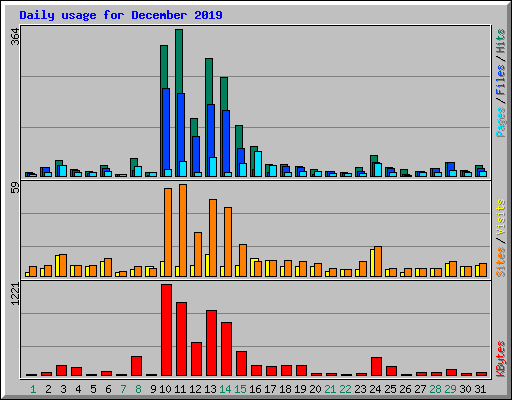 Daily usage for December 2019
364
Pages / Files / Hits
59
Sites / Visits
1221
KBytes
1 2 3 4 5 6 7 8 9 10 11 12 13 14 15 16 17 18 19 20 21 22 23 24 25 26 27 28 29 30 31